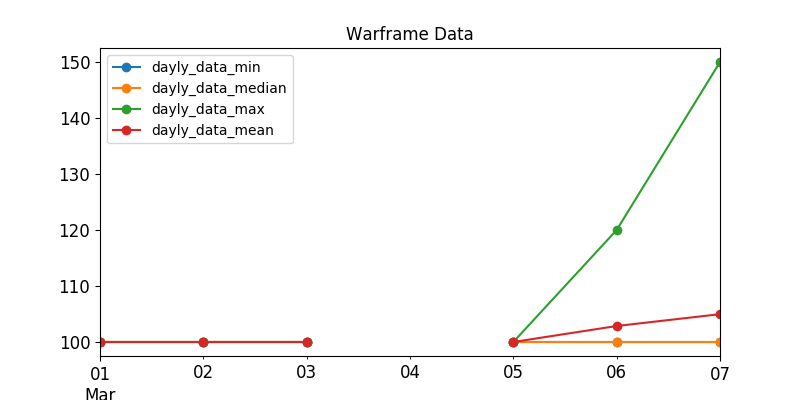 Warframe Data
dayly_data_min
dayly_data_median
dayly_data_max
dayly_data_mean
150
140
130
120
110
100
01 02 03 04 05 06 07
Mar